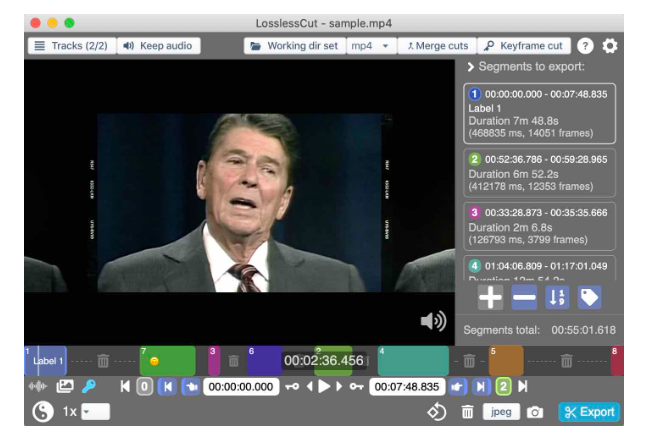 LosslessCut - sample.mp4
Tracks (2/2) Keep audio Working dir set mp4 Merge cuts Keyframe cut ?
Segments to export:
1 00:00:00.000 - 00:07:48.835
Label 1
Duration 7m 48.8s
(468835 ms, 14051 frames)
2 00:52:36.786 - 00:59:28.965
Duration 6m 52.2s
(412178 ms, 12353 frames)
3 00:33:28.873 - 00:35:35.666
Duration 2m 6.8s
(126793 ms, 3799 frames)
4 01:04:06.809 - 01:17:01.049
Duration 12m 54.2s
Segments total: 00:55:01.618
1 7 3 6 2 4 5 8
Label 1 00:02:36.456
0 00:00:00.000 00:07:48.835 2
1x jpeg Export